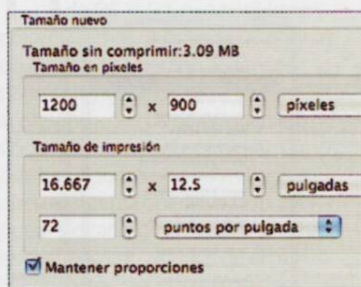 Tamaño nuevo
Tamaño sin comprimir:3.09 MB
Tamaño en píxeles
1200 x 900 píxeles
Tamaño de impresión
16.667 x 12.5 pulgadas
72 puntos por pulgada
Mantener proporciones